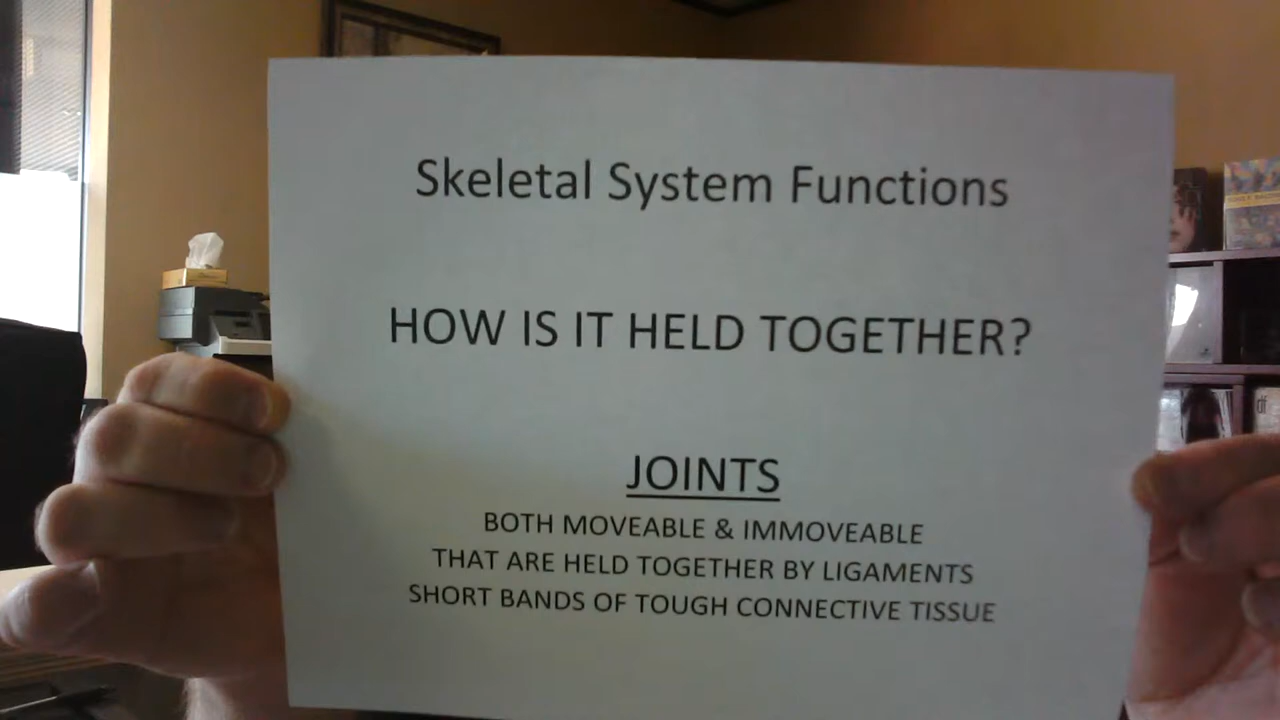 Skeletal System Functions
HOW IS IT HELD TOGETHER?
JOINTS
BOTH MOVEABLE & IMMOVEABLE
THAT ARE HELD TOGETHER BY LIGAMENTS
SHORT BANDS OF TOUGH CONNECTIVE TISSUE
df